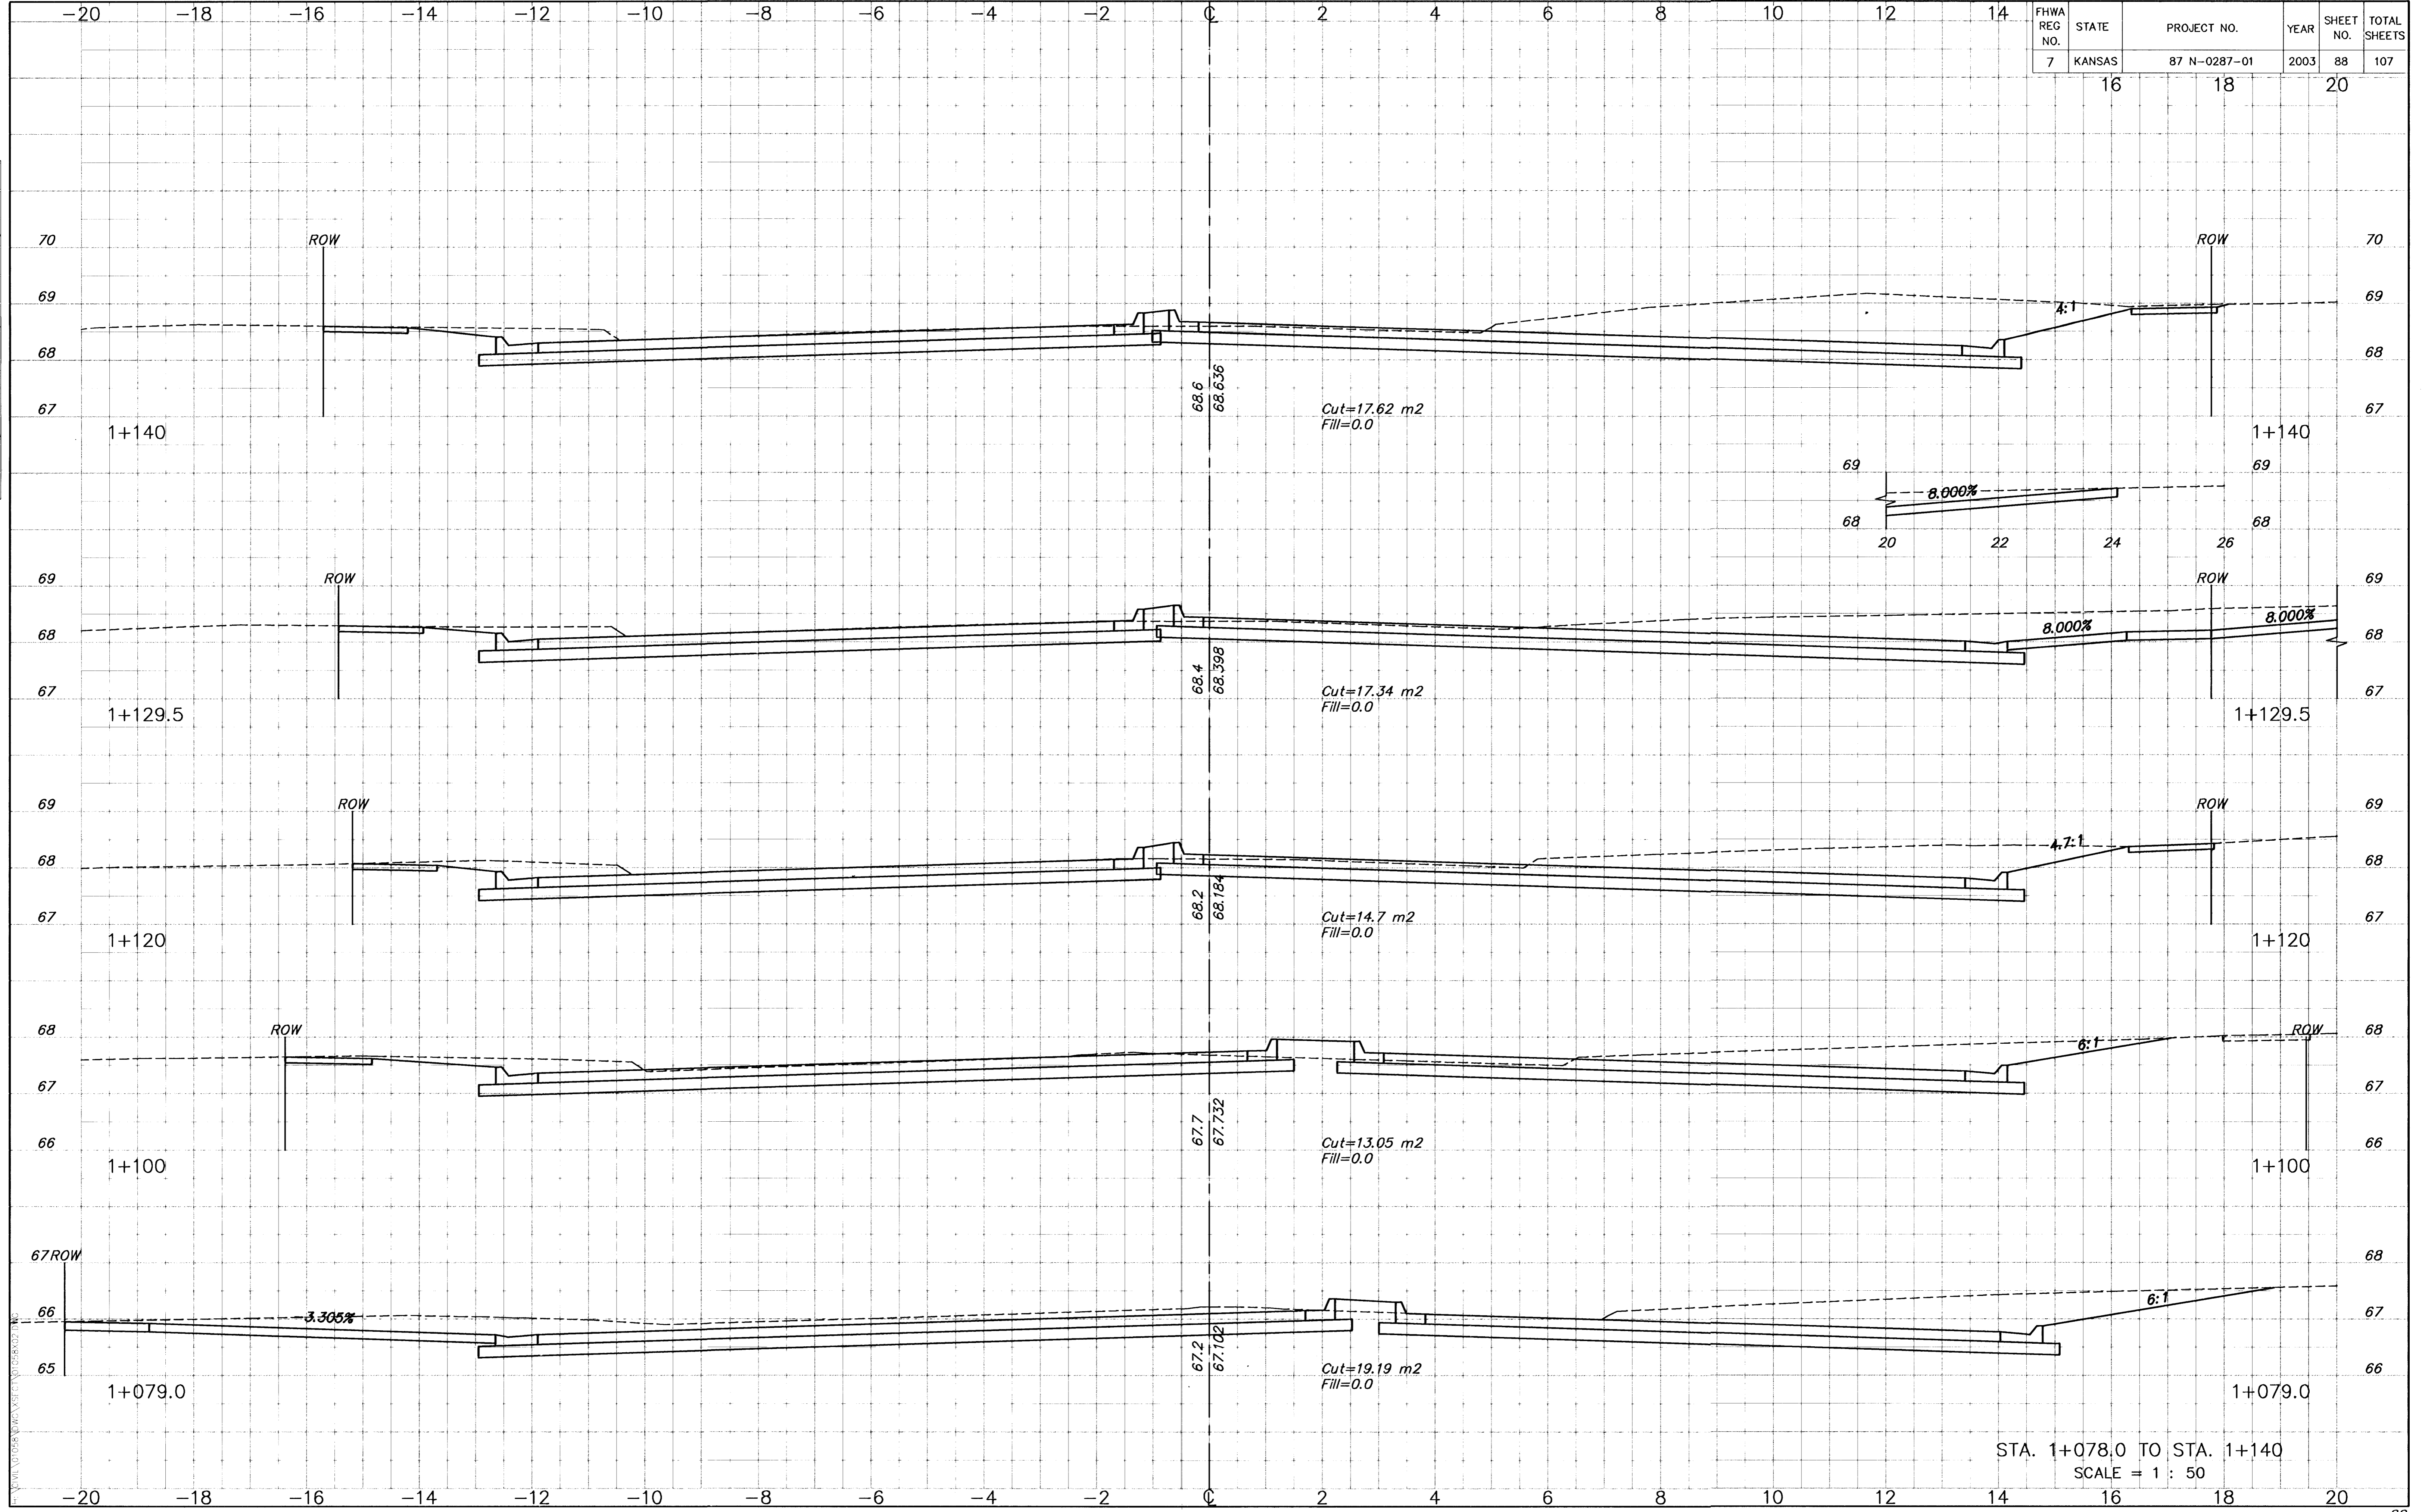 -20 -18 -16 -14 -12 -10 -8 -6 -4 -2 ℄ 2 4 6 8 10 12 14
FHWA REG NO. STATE PROJECT NO. YEAR SHEET NO. TOTAL SHEETS
7 KANSAS 87 N-0287-01 2003 88 107
16 18 20
70 ROW ROW 70
69 4:1 69
68 68
68.6 68.636
67 Cut=17.62 m2 67
Fill=0.0
1+140 1+140
69 69
8.000%
68 68
20 22 24 26
69 ROW ROW 69
8.000% 8.000%
68 68
68.4 68.398
67 Cut=17.34 m2 67
Fill=0.0
1+129.5 1+129.5
69 ROW ROW 69
4.7:1
68 68
68.2 68.184
67 Cut=14.7 m2 67
Fill=0.0
1+120 1+120
68 ROW ROW 68
6:1
67 67
67.7 67.732
66 Cut=13.05 m2 66
Fill=0.0
1+100 1+100
67 ROW 68
6:1
66 3.305% 67
67.2 67.102
65 Cut=19.19 m2 66
Fill=0.0
1+079.0 1+079.0
STA. 1+078.0 TO STA. 1+140
SCALE = 1 : 50
-20 -18 -16 -14 -12 -10 -8 -6 -4 -2 ℄ 2 4 6 8 10 12 14 16 18 20